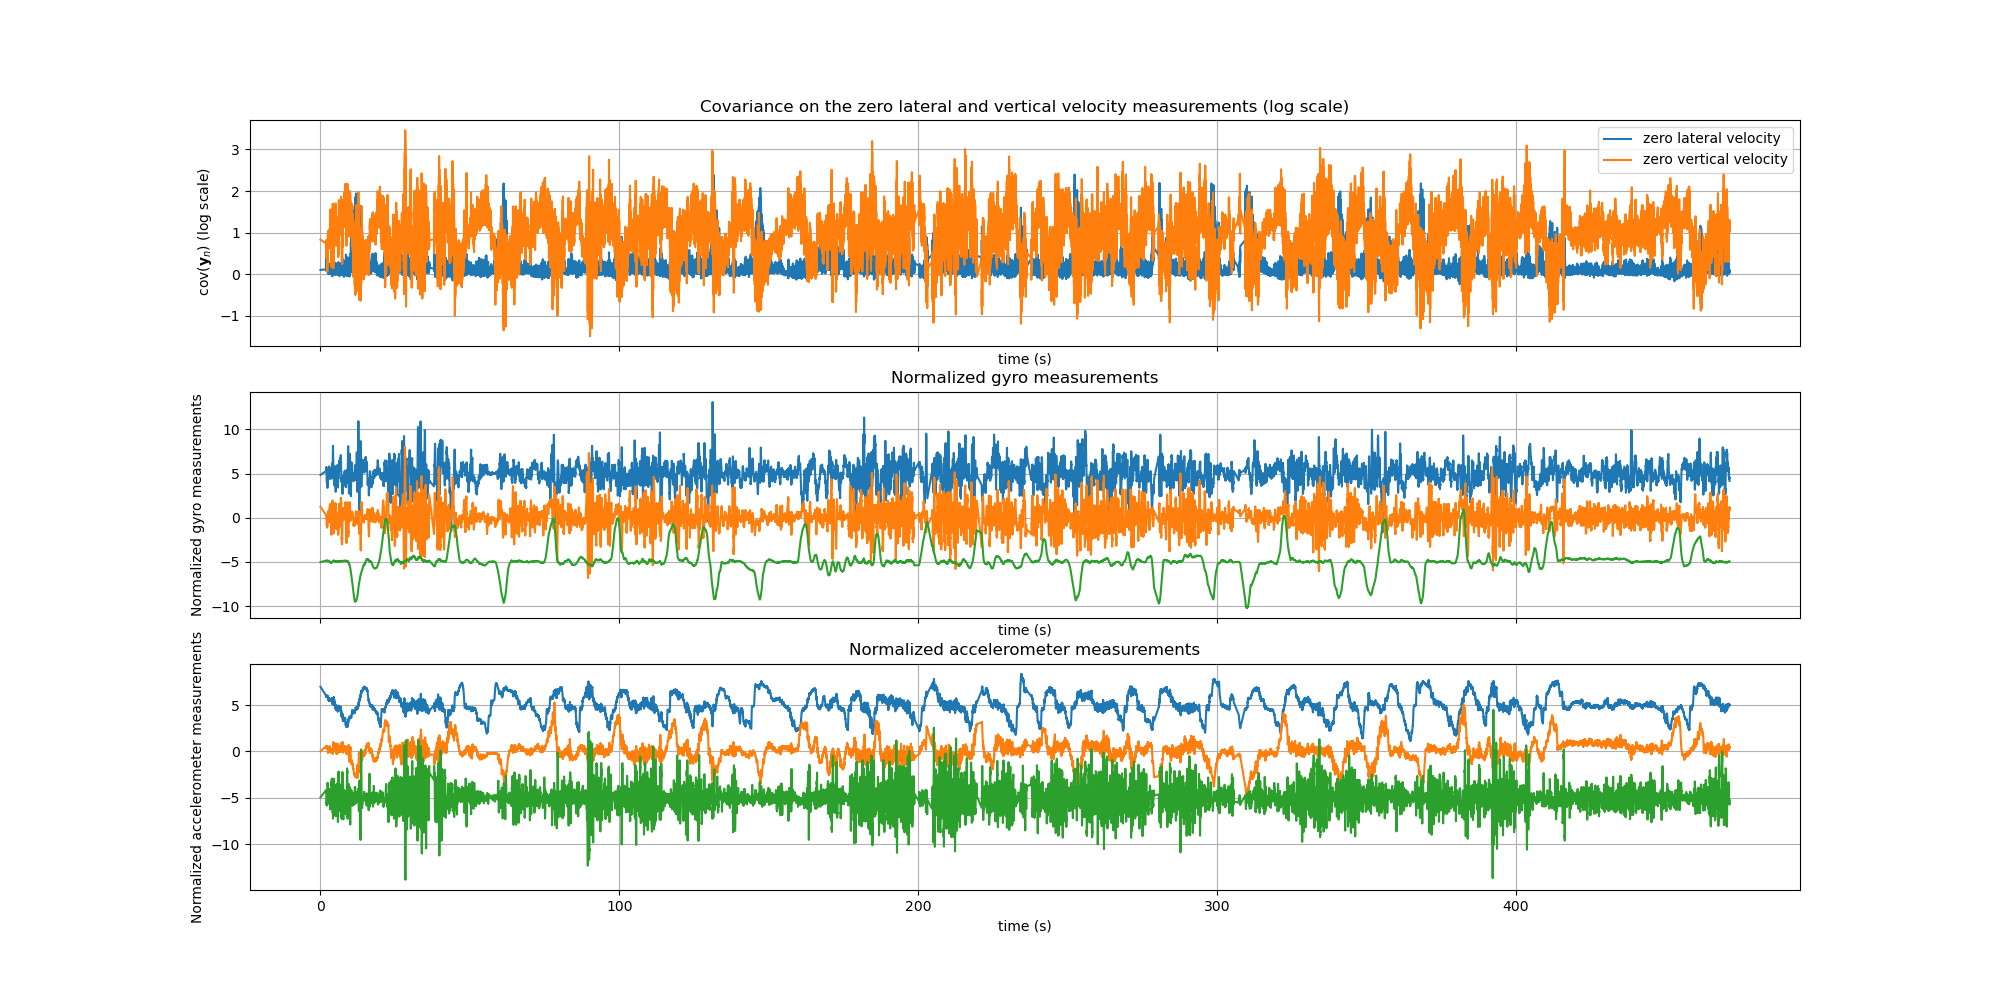 Covariance on the zero lateral and vertical velocity measurements (log scale)
cov(𝐲ₙ) (log scale)
3
2
1
0
−1
zero lateral velocity
zero vertical velocity
time (s)
Normalized gyro measurements
Normalized gyro measurements
10
5
0
−5
−10
time (s)
Normalized accelerometer measurements
Normalized accelerometer measurements
5
0
−5
−10
0
100
200
300
400
time (s)